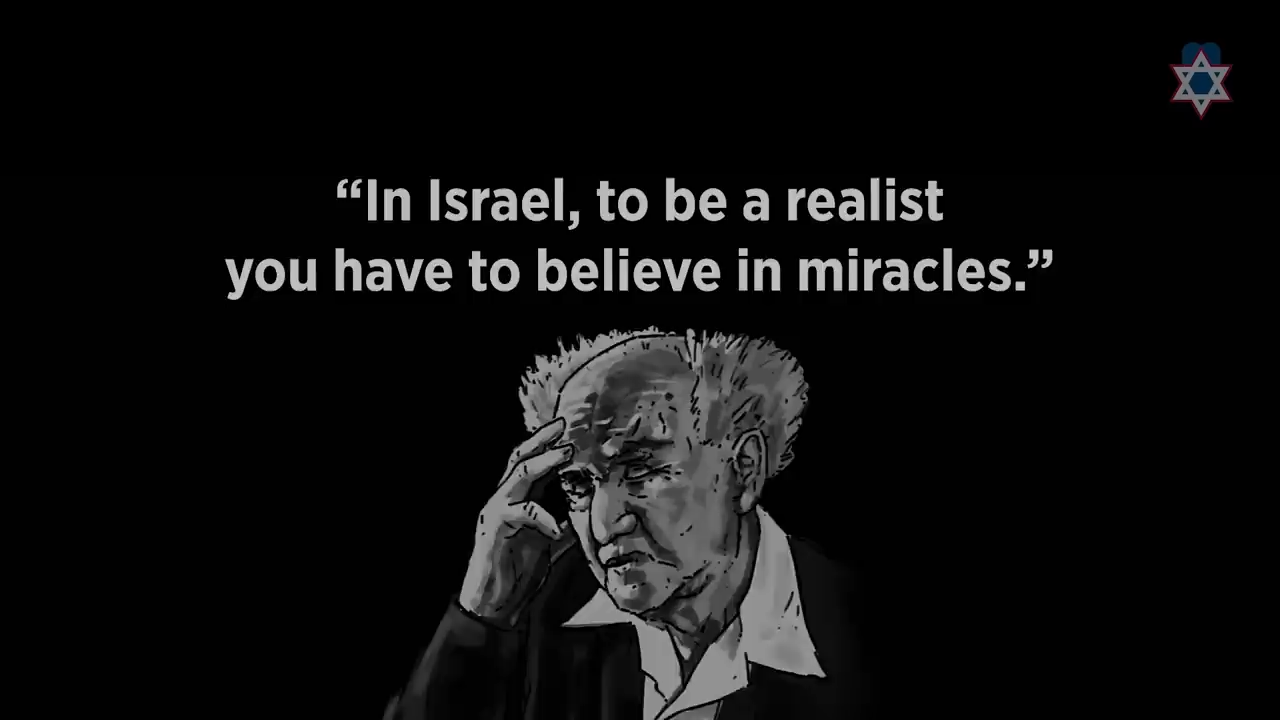 “In Israel, to be a realist
you have to believe in miracles.”